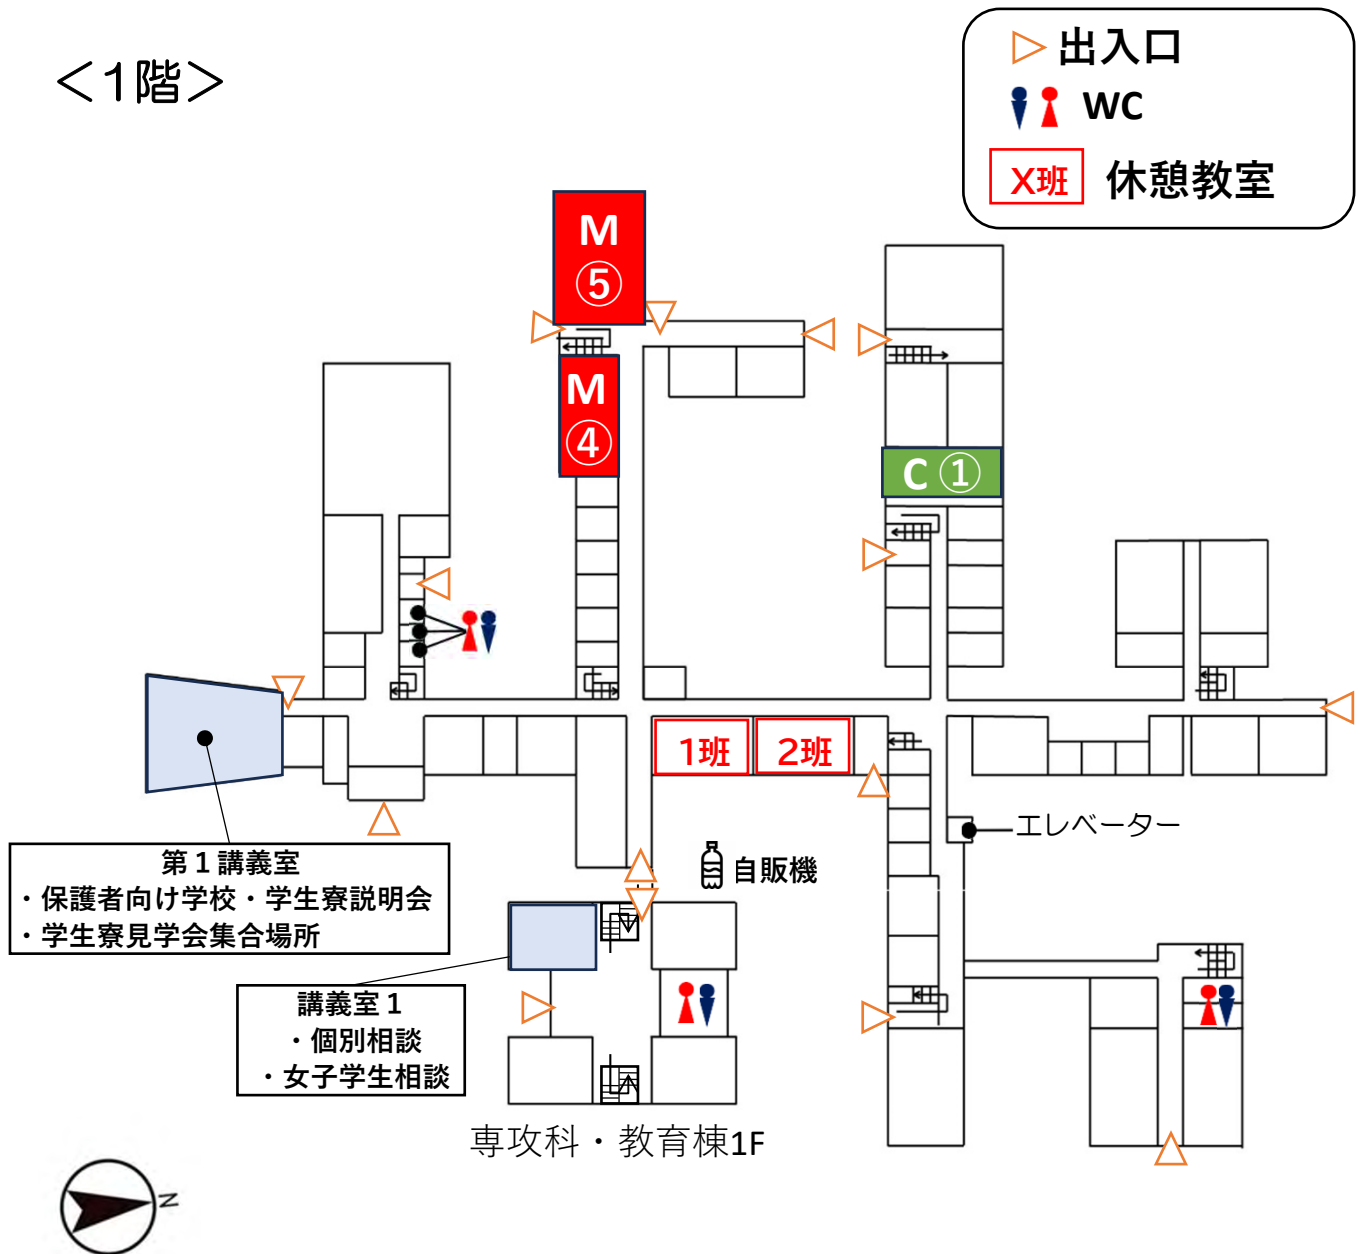 ＜1階＞
出入口
WC
X班 休憩教室
M
⑤
M
④
C ①
1班
2班
エレベーター
自販機
第１講義室
・保護者向け学校・学生寮説明会
・学生寮見学会集合場所
講義室１
・個別相談
・女子学生相談
専攻科・教育棟1F
N